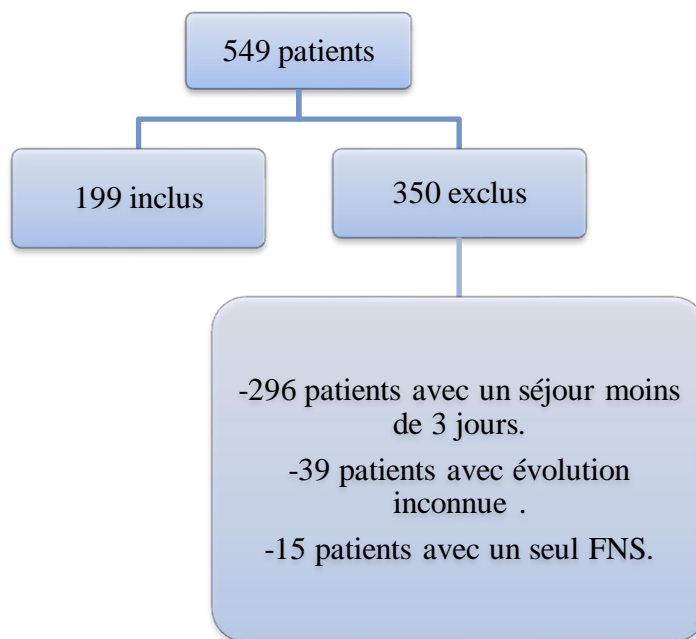 549 patients
199 inclus
350 exclus
-296 patients avec un séjour moins
de 3 jours.
-39 patients avec évolution
inconnue .
-15 patients avec un seul FNS.